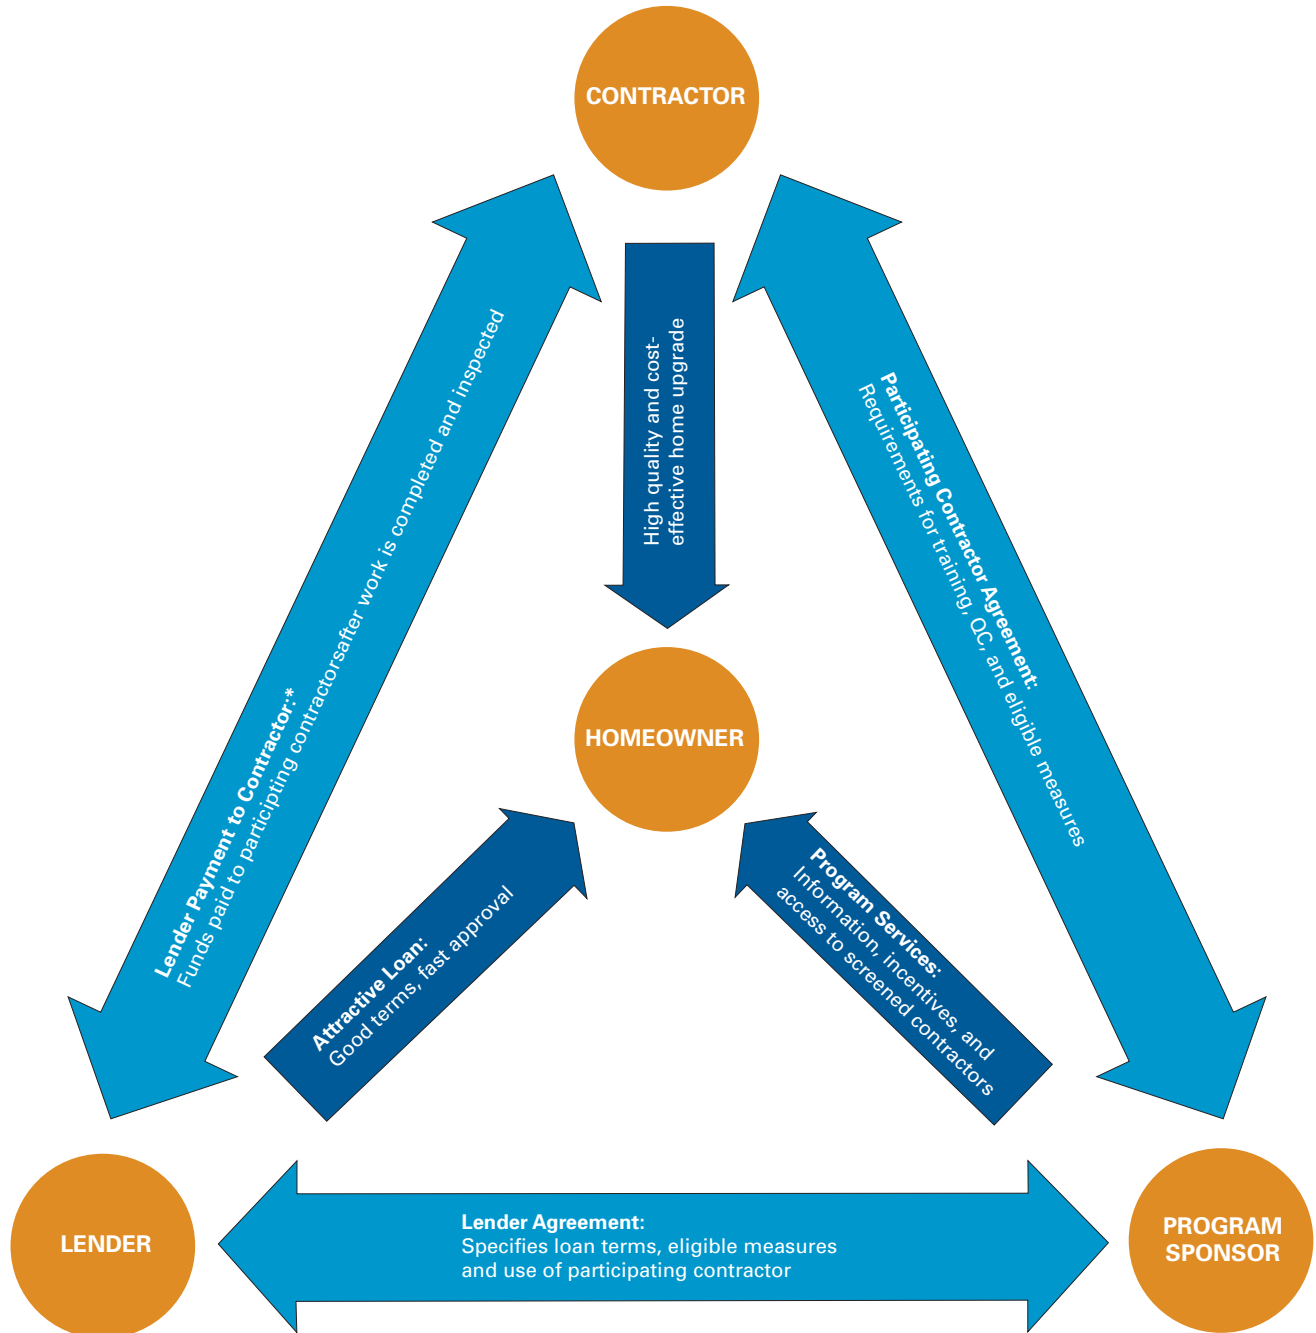 CONTRACTOR
High quality and cost-
effective home upgrade
Lender Payment to Contractor:*
Funds paid to participting contractorsafter work is completed and inspected
Participating Contractor Agreement:
Requirements for training, QC, and eligible measures
HOMEOWNER
Attractive Loan:
Good terms, fast approval
Program Services:
Information, incentives, and
access to screened contractors
LENDER
Lender Agreement:
Specifies loan terms, eligible measures
and use of participating contractor
PROGRAM
SPONSOR